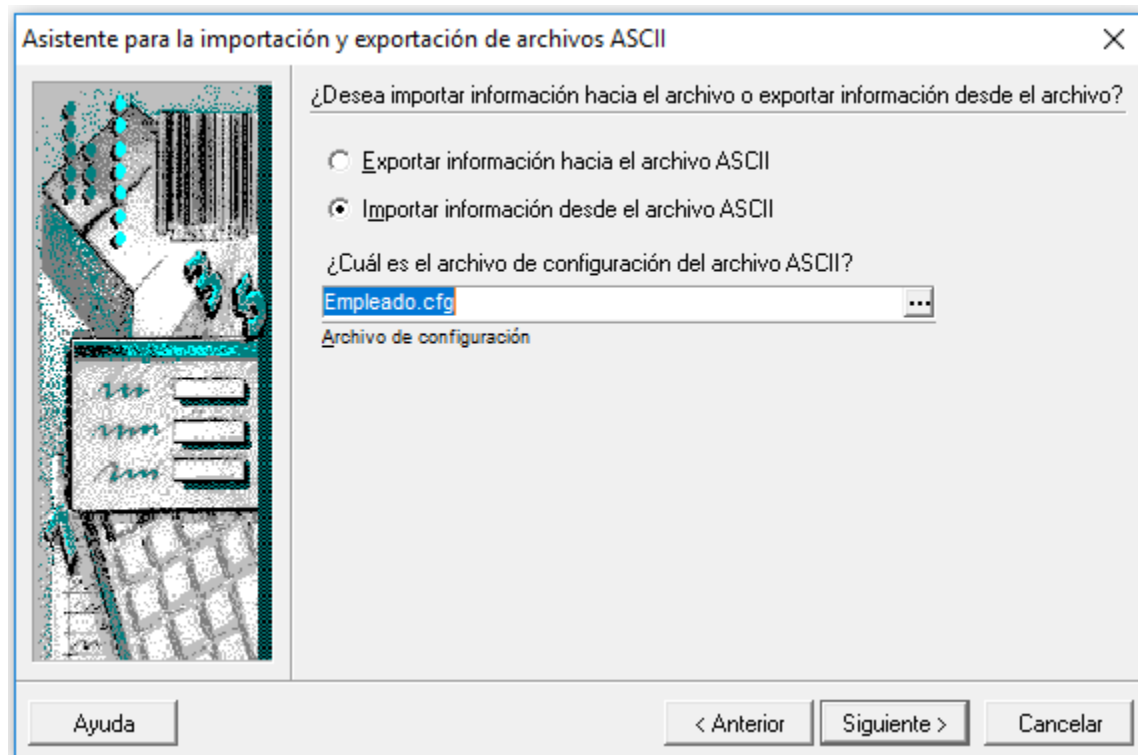 Asistente para la importación y exportación de archivos ASCII
¿Desea importar información hacia el archivo o exportar información desde el archivo?
Exportar información hacia el archivo ASCII
Importar información desde el archivo ASCII
¿Cuál es el archivo de configuración del archivo ASCII?
Empleado.cfg
...
Archivo de configuración
Ayuda
< Anterior
Siguiente >
Cancelar